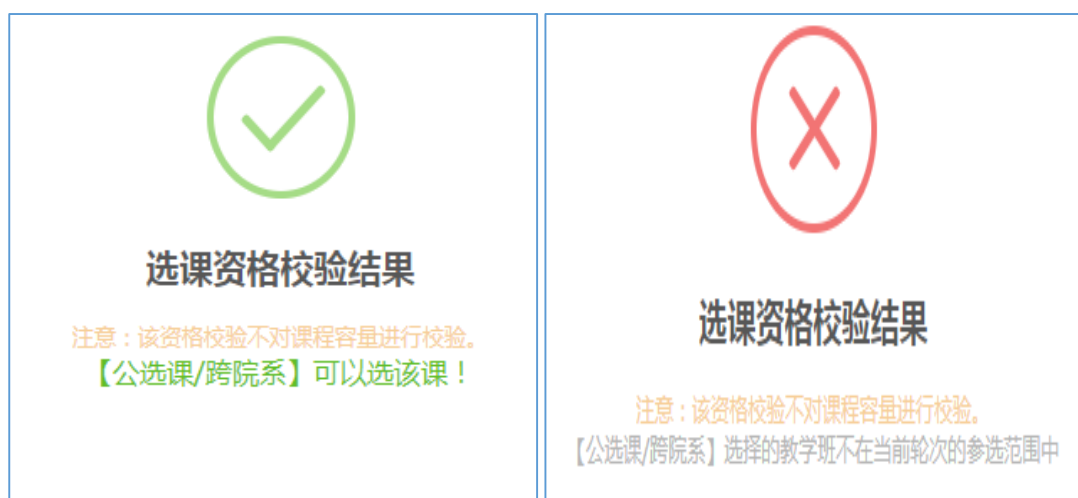 选课资格校验结果
注意：该资格校验不对课程容量进行校验。
【公选课/跨院系】可以选该课！
选课资格校验结果
注意：该资格校验不对课程容量进行校验。
【公选课/跨院系】选择的教学班不在当前轮次的参选范围中